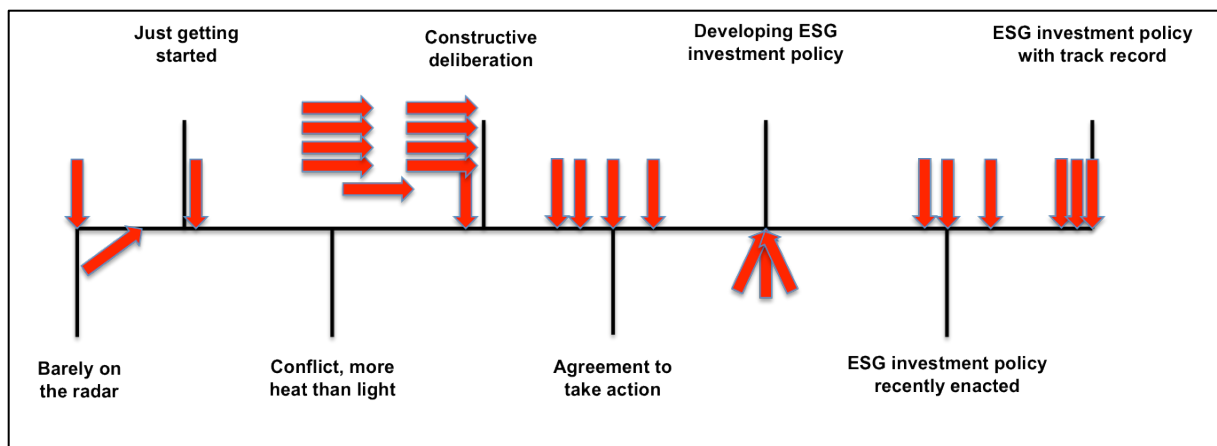 Just getting
started
Constructive
deliberation
Developing ESG
investment policy
ESG investment policy
with track record
Barely on
the radar
Conflict, more
heat than light
Agreement to
take action
ESG investment policy
recently enacted